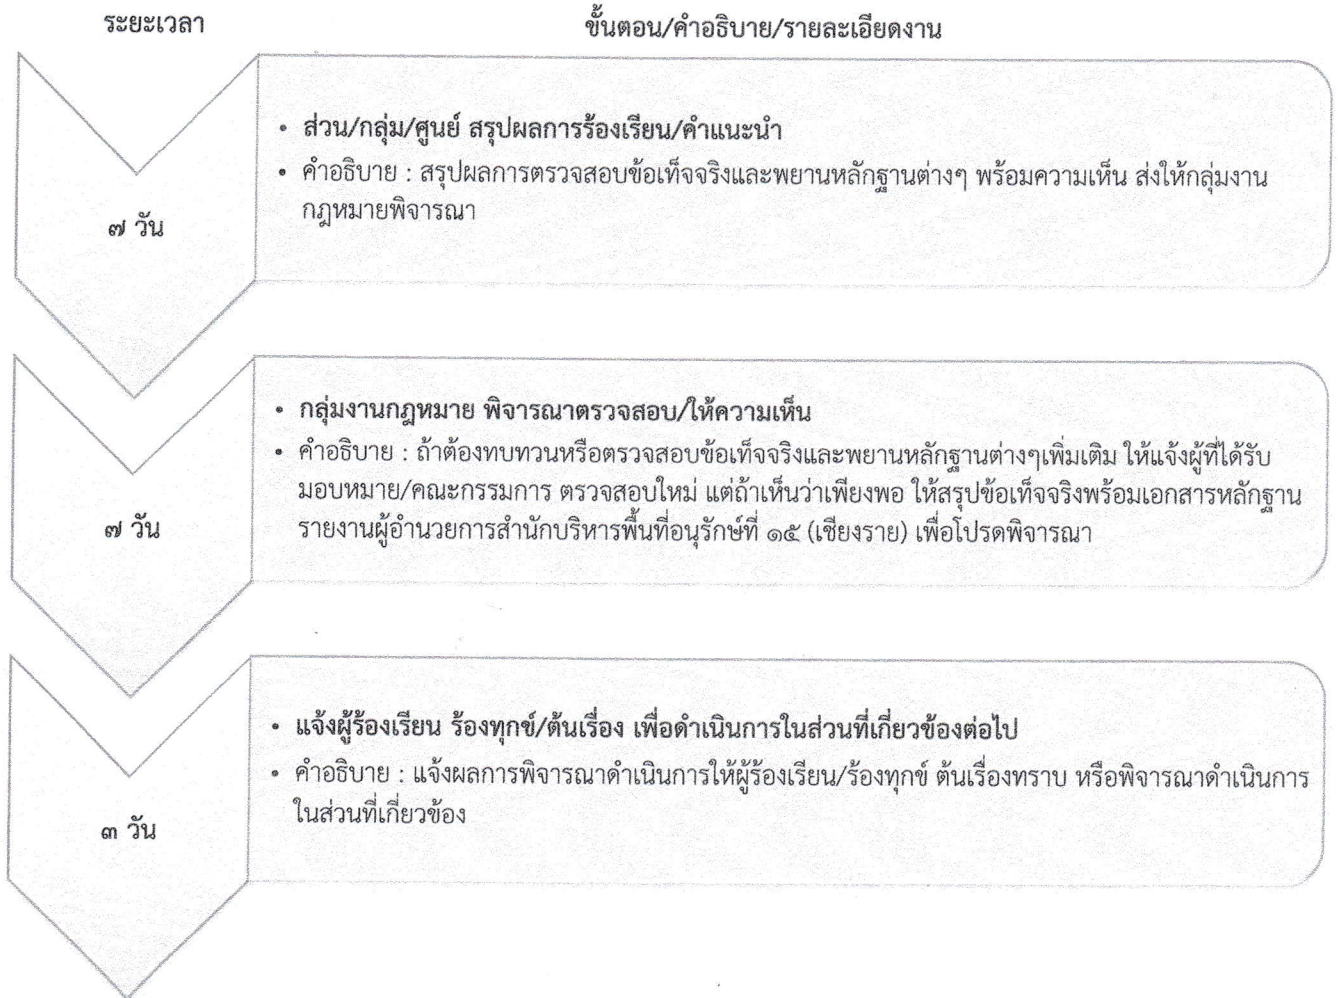 ระยะเวลา
ขั้นตอน/คำอธิบาย/รายละเอียดงาน
• ส่วน/กลุ่ม/ศูนย์ สรุปผลการร้องเรียน/คำแนะนำ
• คำอธิบาย : สรุปผลการตรวจสอบข้อเท็จจริงและพยานหลักฐานต่างๆ พร้อมความเห็น ส่งให้กลุ่มงาน
กฎหมายพิจารณา
๗ วัน
• กลุ่มงานกฎหมาย พิจารณาตรวจสอบ/ให้ความเห็น
• คำอธิบาย : ถ้าต้องทบทวนหรือตรวจสอบข้อเท็จจริงและพยานหลักฐานต่างๆเพิ่มเติม ให้แจ้งผู้ที่ได้รับ
มอบหมาย/คณะกรรมการ ตรวจสอบใหม่ แต่ถ้าเห็นว่าเพียงพอ ให้สรุปข้อเท็จจริงพร้อมเอกสารหลักฐาน
รายงานผู้อำนวยการสำนักบริหารพื้นที่อนุรักษ์ที่ ๑๕ (เชียงราย) เพื่อโปรดพิจารณา
๗ วัน
• แจ้งผู้ร้องเรียน ร้องทุกข์/ต้นเรื่อง เพื่อดำเนินการในส่วนที่เกี่ยวข้องต่อไป
• คำอธิบาย : แจ้งผลการพิจารณาดำเนินการให้ผู้ร้องเรียน/ร้องทุกข์ ต้นเรื่องทราบ หรือพิจารณาดำเนินการ
ในส่วนที่เกี่ยวข้อง
๓ วัน